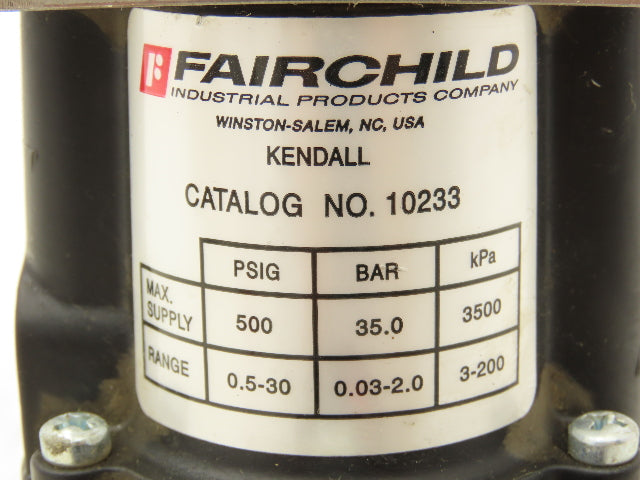 FAIRCHILD
INDUSTRIAL PRODUCTS COMPANY
WINSTON-SALEM, NC, USA
KENDALL
CATALOG NO. 10233
PSIG BAR kPa
MAX. SUPPLY 500 35.0 3500
RANGE 0.5-30 0.03-2.0 3-200